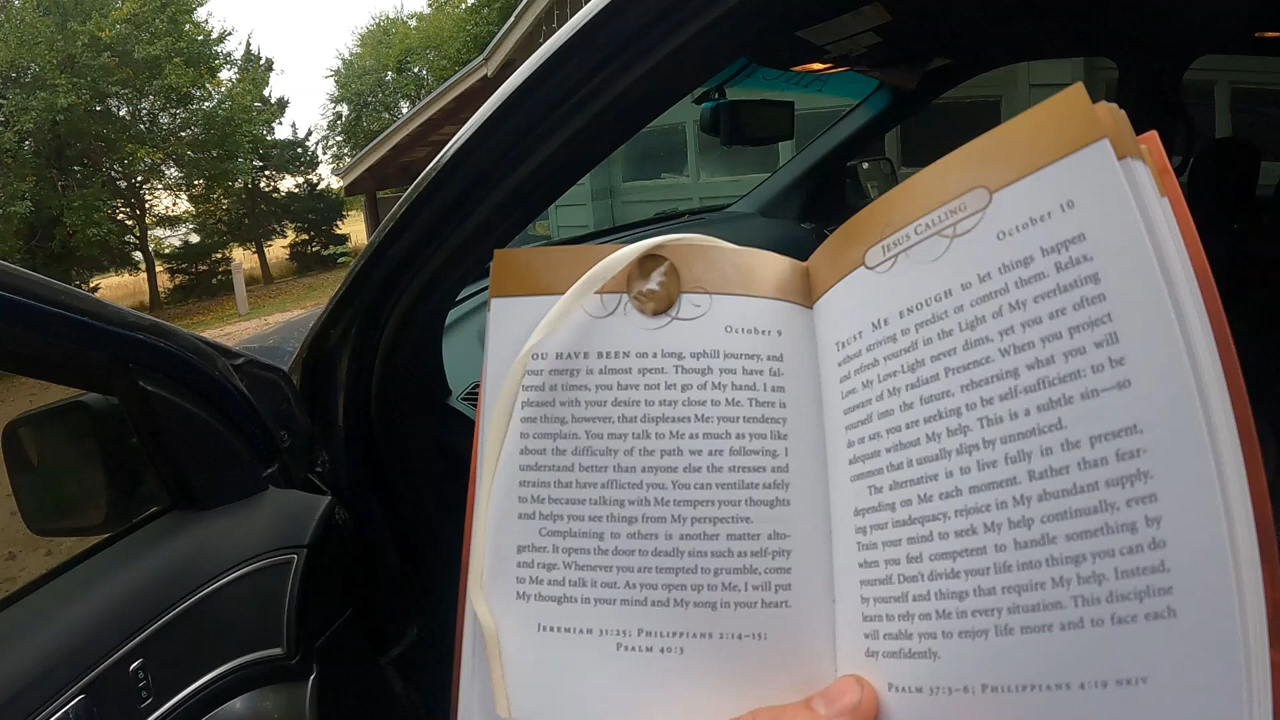 October 9
OU HAVE BEEN on a long, uphill journey, and
your energy is almost spent. Though you have fal-
tered at times, you have not let go of My hand. I am
pleased with your desire to stay close to Me. There is
one thing, however, that displeases Me: your tendency
to complain. You may talk to Me as much as you like
about the difficulty of the path we are following. I
understand better than anyone else the stresses and
strains that have afflicted you. You can ventilate safely
to Me because talking with Me tempers your thoughts
and helps you see things from My perspective.
Complaining to others is another matter alto-
gether. It opens the door to deadly sins such as self-pity
and rage. Whenever you are tempted to grumble, come
to Me and talk it out. As you open up to Me, I will put
My thoughts in your mind and My song in your heart.
JEREMIAH 31:25; PHILIPPIANS 2:14–15;
PSALM 40:3
JESUS CALLING
October 10
TRUST ME ENOUGH to let things happen
without striving to predict or control them. Relax,
and refresh yourself in the Light of My everlasting
Love. My Love-Light never dims, yet you are often
unaware of My radiant Presence. When you project
yourself into the future, rehearsing what you will
do or say, you are seeking to be self-sufficient: to be
adequate without My help. This is a subtle sin—so
common that it usually slips by unnoticed.
The alternative is to live fully in the present,
depending on Me each moment. Rather than fear-
ing your inadequacy, rejoice in My abundant supply.
Train your mind to seek My help continually, even
when you feel competent to handle something by
yourself. Don't divide your life into things you can do
by yourself and things that require My help. Instead,
learn to rely on Me in every situation. This discipline
will enable you to enjoy life more and to face each
day confidently.
PSALM 37:3–6; PHILIPPIANS 4:19 NKJV